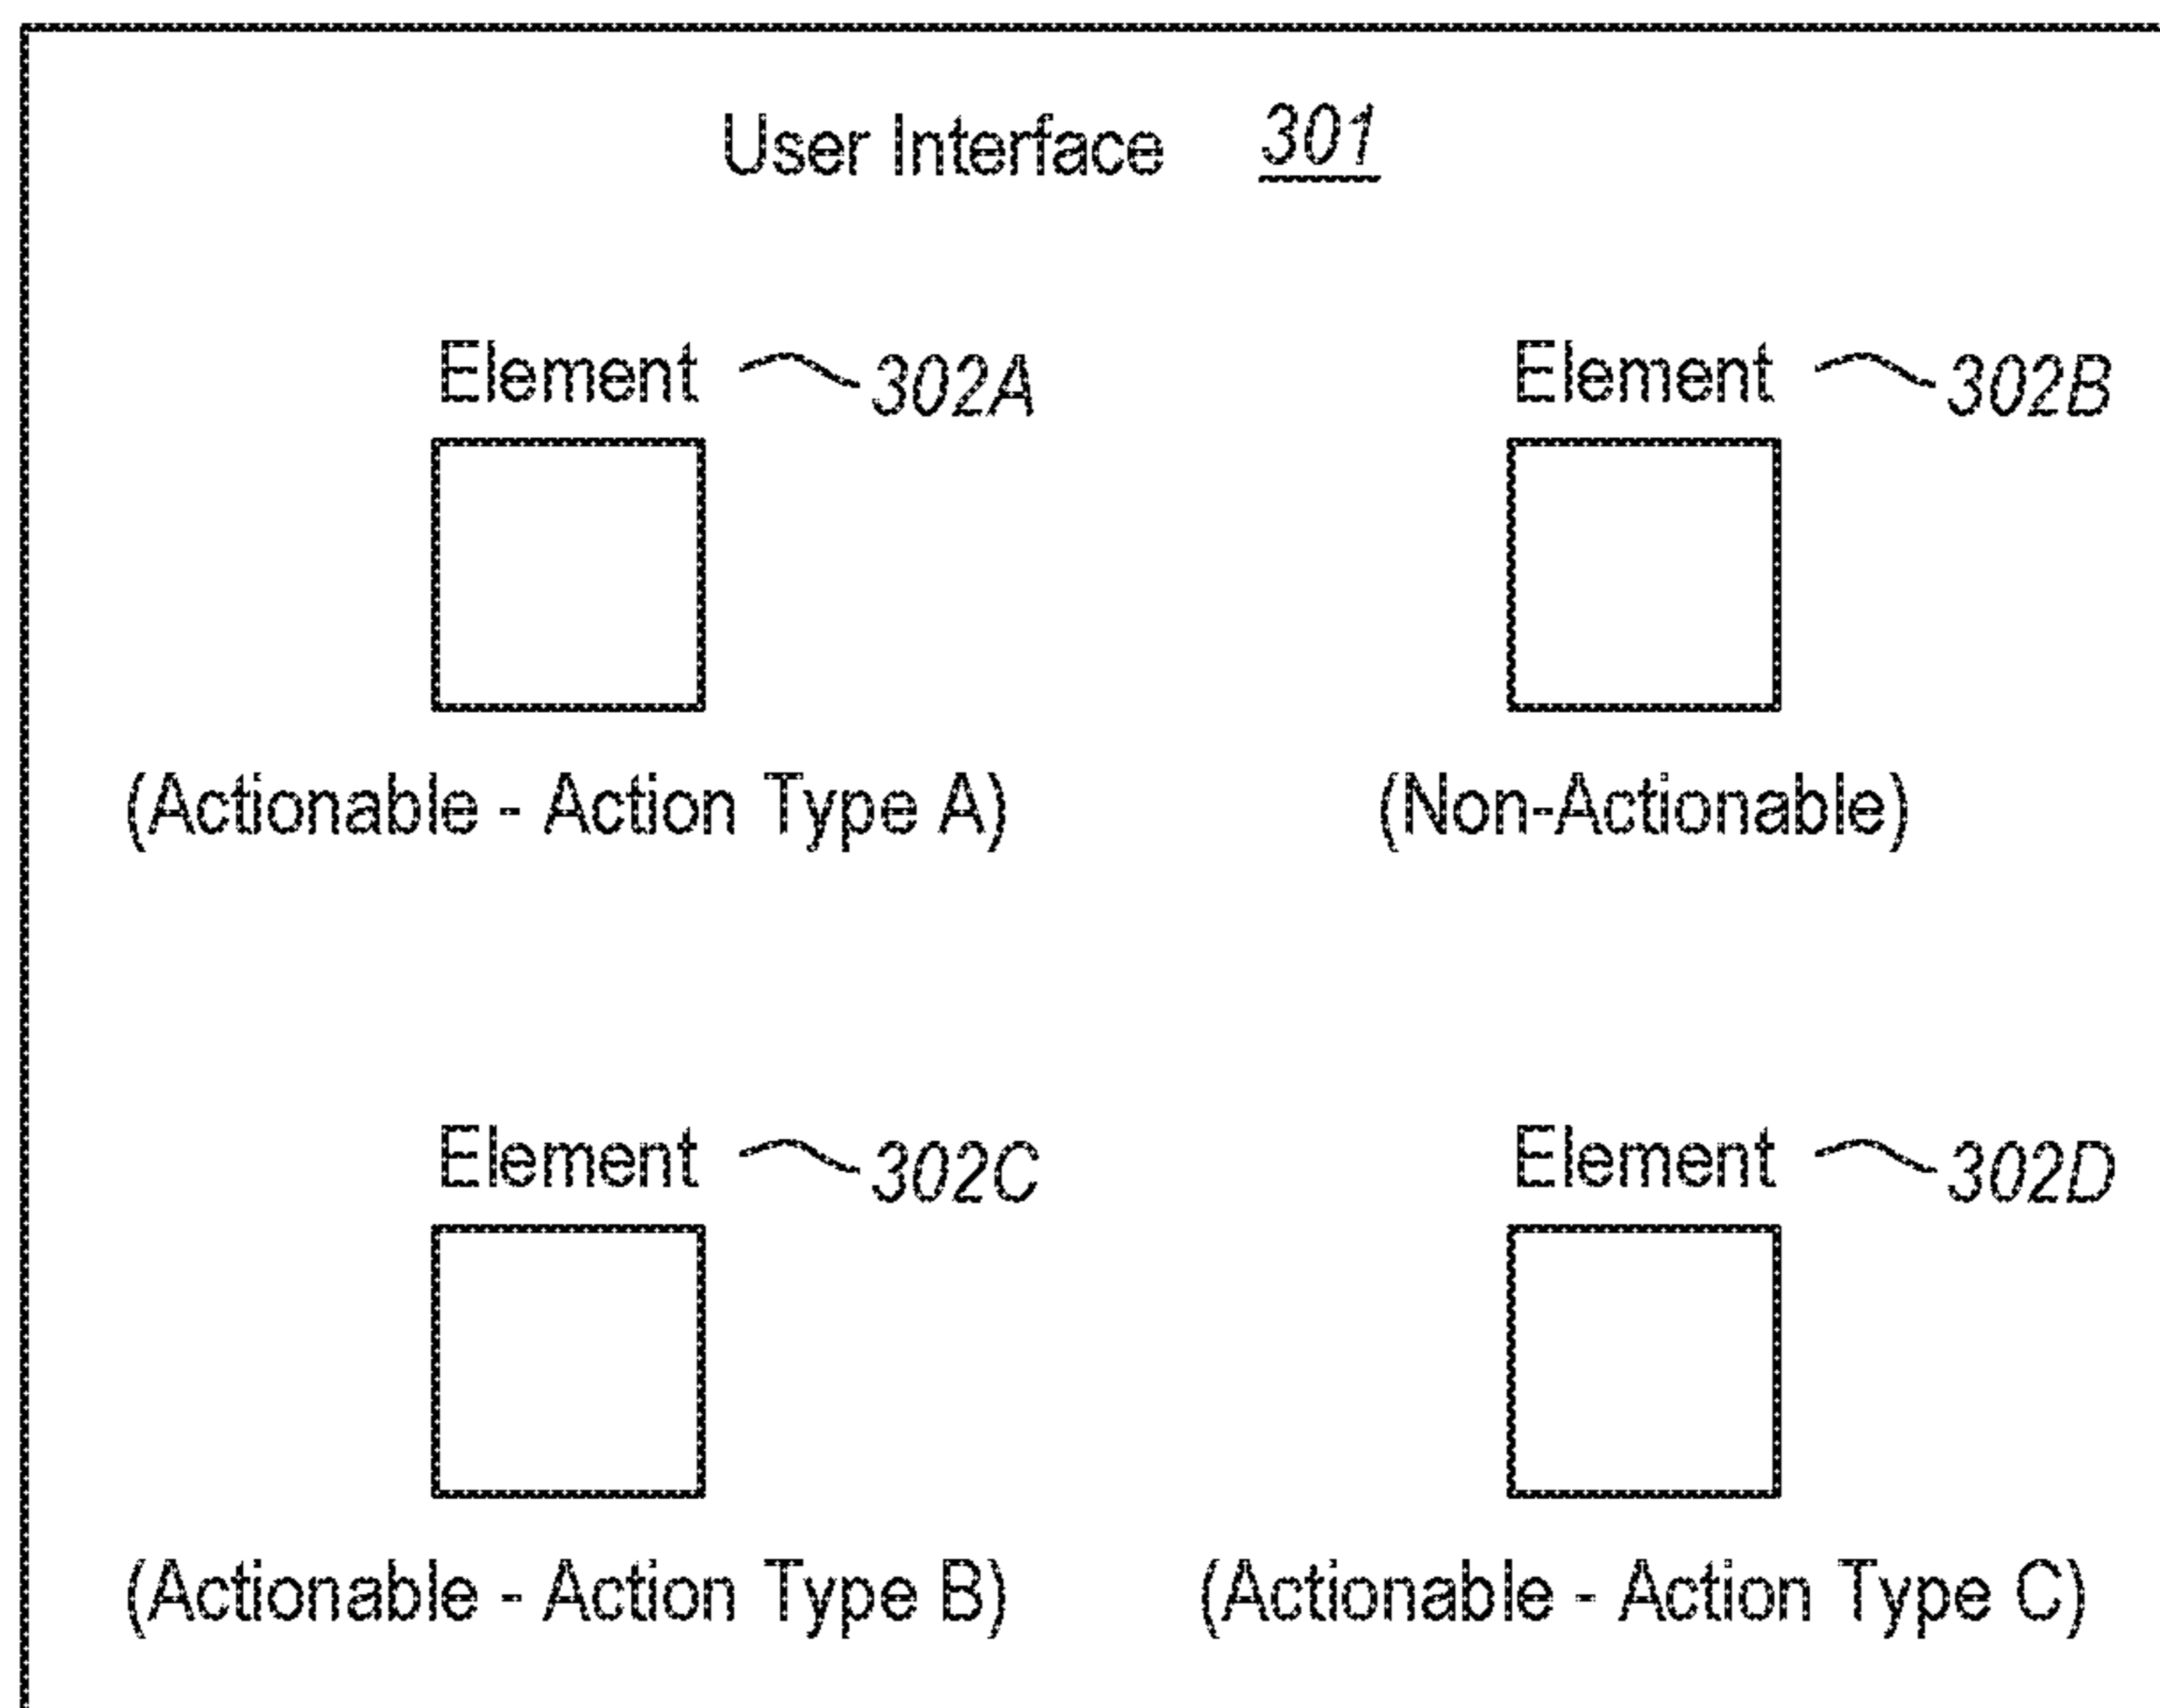 User Interface 301
Element 302A
Element 302B
(Actionable - Action Type A)
(Non-Actionable)
Element 302C
Element 302D
(Actionable - Action Type B)
(Actionable - Action Type C)